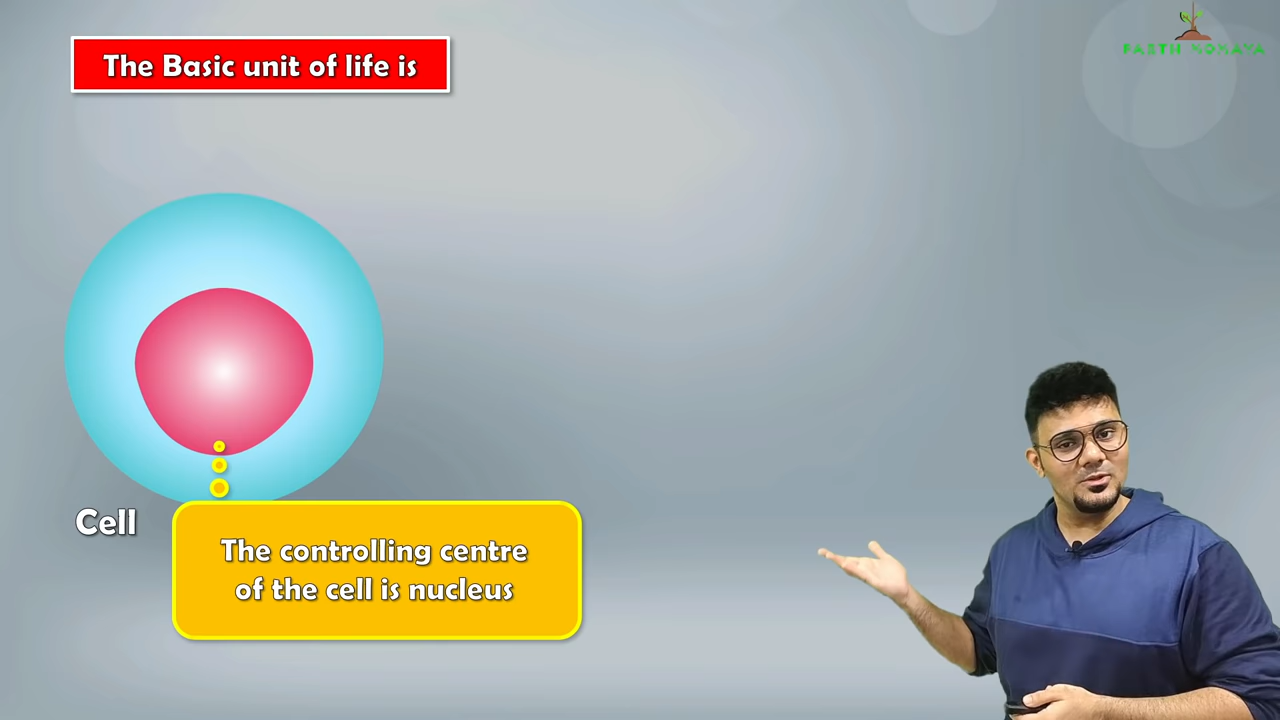 The Basic unit of life is
Cell
The controlling centre
of the cell is nucleus